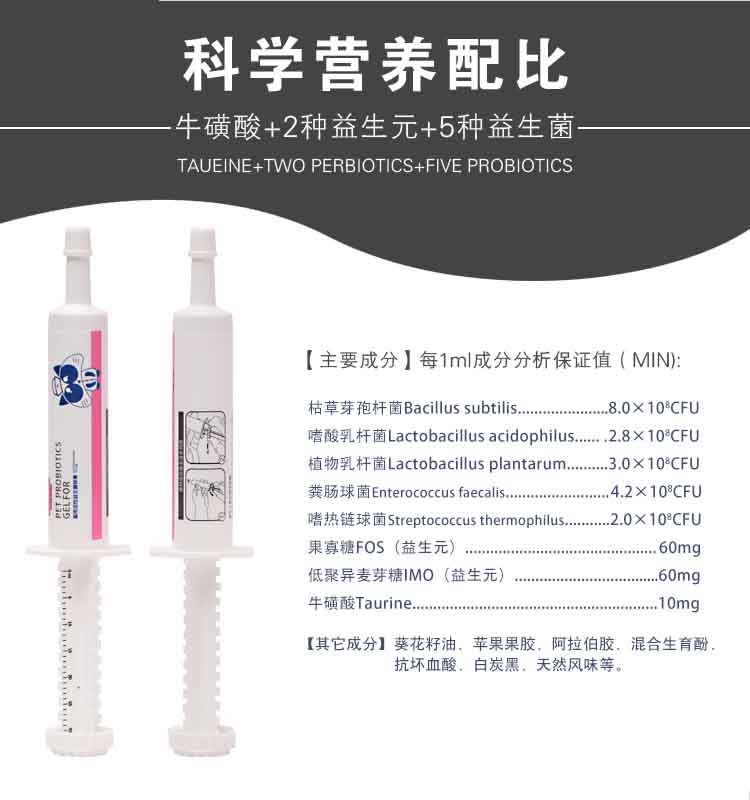 科学营养配比
牛磺酸+2种益生元+5种益生菌
TAUEINE+TWO PERBIOTICS+FIVE PROBIOTICS
【主要成分】每1ml成分分析保证值（MIN):
枯草芽孢杆菌Bacillus subtilis.......................8.0×10⁸CFU
嗜酸乳杆菌Lactobacillus acidophilus...... .2.8×10⁸CFU
植物乳杆菌Lactobacillus plantarum..........3.0×10⁸CFU
粪肠球菌Enterococcus faecalis..................4.2×10⁸CFU
嗜热链球菌Streptococcus thermophilus...........2.0×10⁸CFU
果寡糖FOS（益生元）................................................60mg
低聚异麦芽糖IMO（益生元）....................................60mg
牛磺酸Taurine..............................................................10mg
【其它成分】葵花籽油、苹果果胶、阿拉伯胶、混合生育酚、
抗坏血酸、白炭黑、天然风味等。
PET PROBIOTICS
GEL FOR